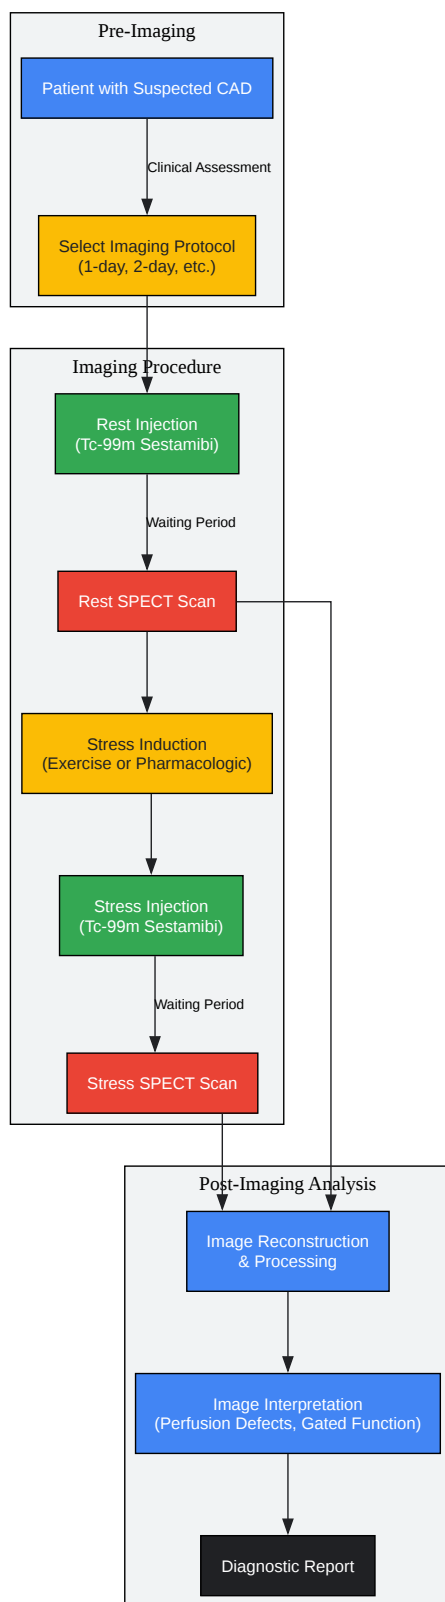 Pre-Imaging
Patient with Suspected CAD
Clinical Assessment
Select Imaging Protocol
(1-day, 2-day, etc.)
Imaging Procedure
Rest Injection
(Tc-99m Sestamibi)
Waiting Period
Rest SPECT Scan
Stress Induction
(Exercise or Pharmacologic)
Stress Injection
(Tc-99m Sestamibi)
Waiting Period
Stress SPECT Scan
Post-Imaging Analysis
Image Reconstruction
& Processing
Image Interpretation
(Perfusion Defects, Gated Function)
Diagnostic Report